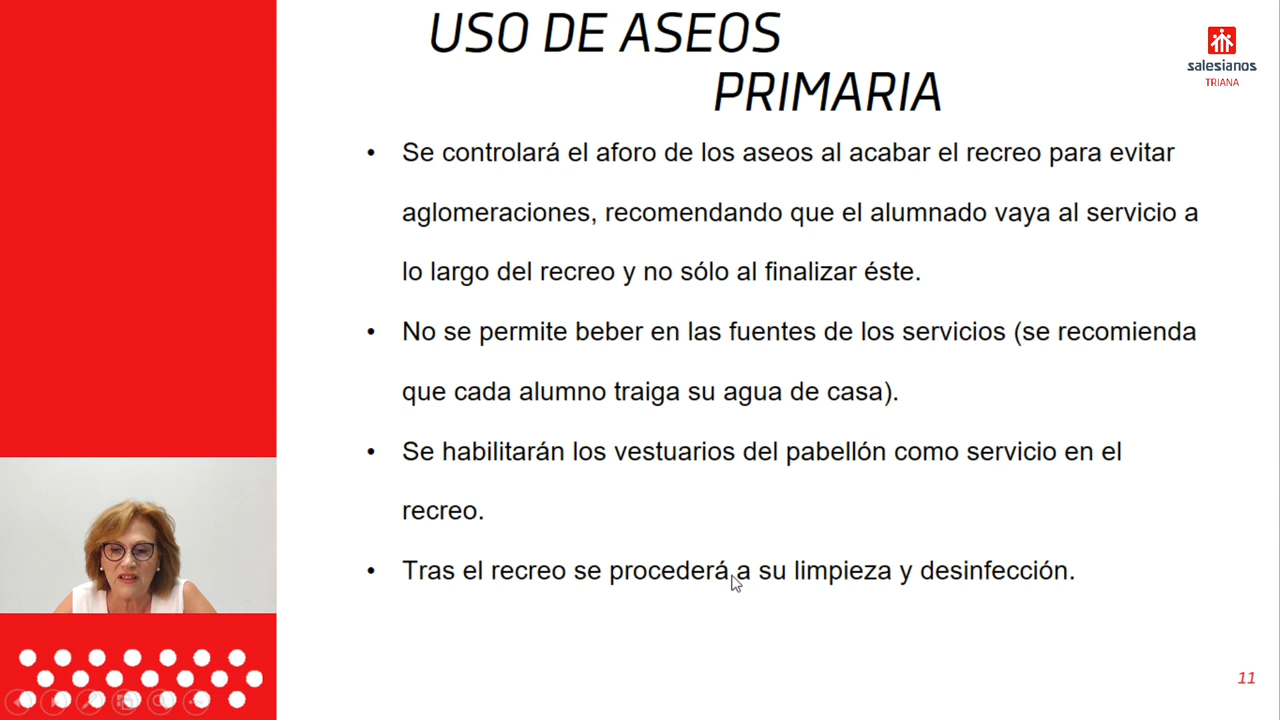 USO DE ASEOS
PRIMARIA
salesianos
TRIANA
• Se controlará el aforo de los aseos al acabar el recreo para evitar
aglomeraciones, recomendando que el alumnado vaya al servicio a
lo largo del recreo y no sólo al finalizar éste.
• No se permite beber en las fuentes de los servicios (se recomienda
que cada alumno traiga su agua de casa).
• Se habilitarán los vestuarios del pabellón como servicio en el
recreo.
• Tras el recreo se procederá a su limpieza y desinfección.
11